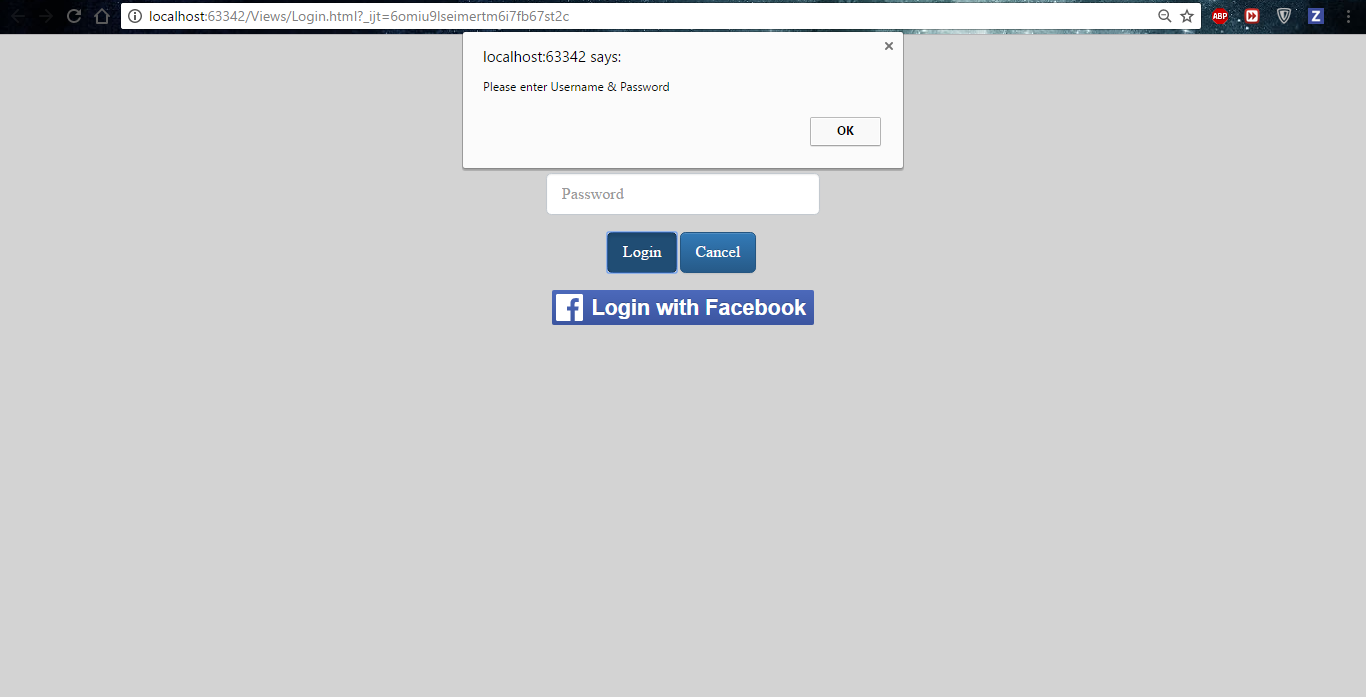 localhost:63342/Views/Login.html?_ijt=6omiu9lseimertm6i7fb67st2c
ABP
Z
localhost:63342 says:
Please enter Username & Password
OK
Password
Login
Cancel
f Login with Facebook